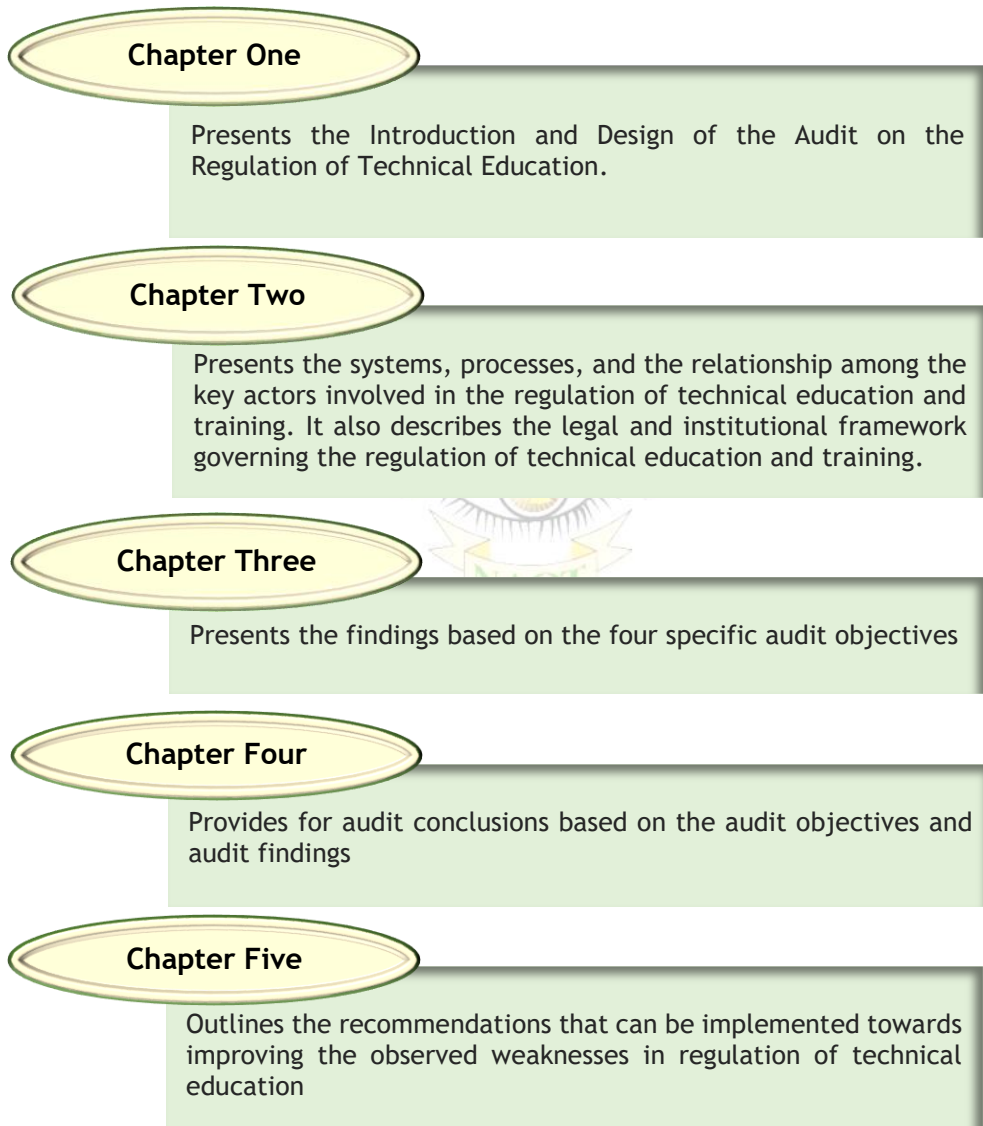 Chapter One
Presents the Introduction and Design of the Audit on the
Regulation of Technical Education.
Chapter Two
Presents the systems, processes, and the relationship among the
key actors involved in the regulation of technical education and
training. It also describes the legal and institutional framework
governing the regulation of technical education and training.
Chapter Three
Presents the findings based on the four specific audit objectives
Chapter Four
Provides for audit conclusions based on the audit objectives and
audit findings
Chapter Five
Outlines the recommendations that can be implemented towards
improving the observed weaknesses in regulation of technical
education